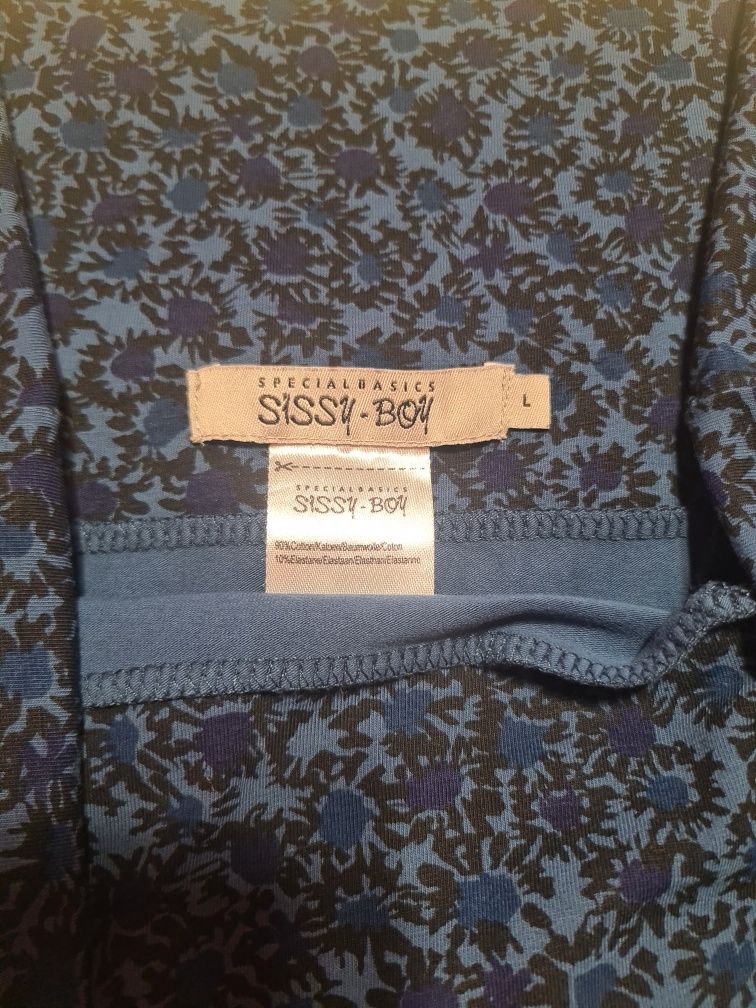 SPECIALBASICS
SISSY-BOY
L
SPECIALBASICS
SISSY-BOY
90%Cotton/Katoen/Baumwolle/Coton
10%Elastane/Elastaan/Elasthan/Elastanne